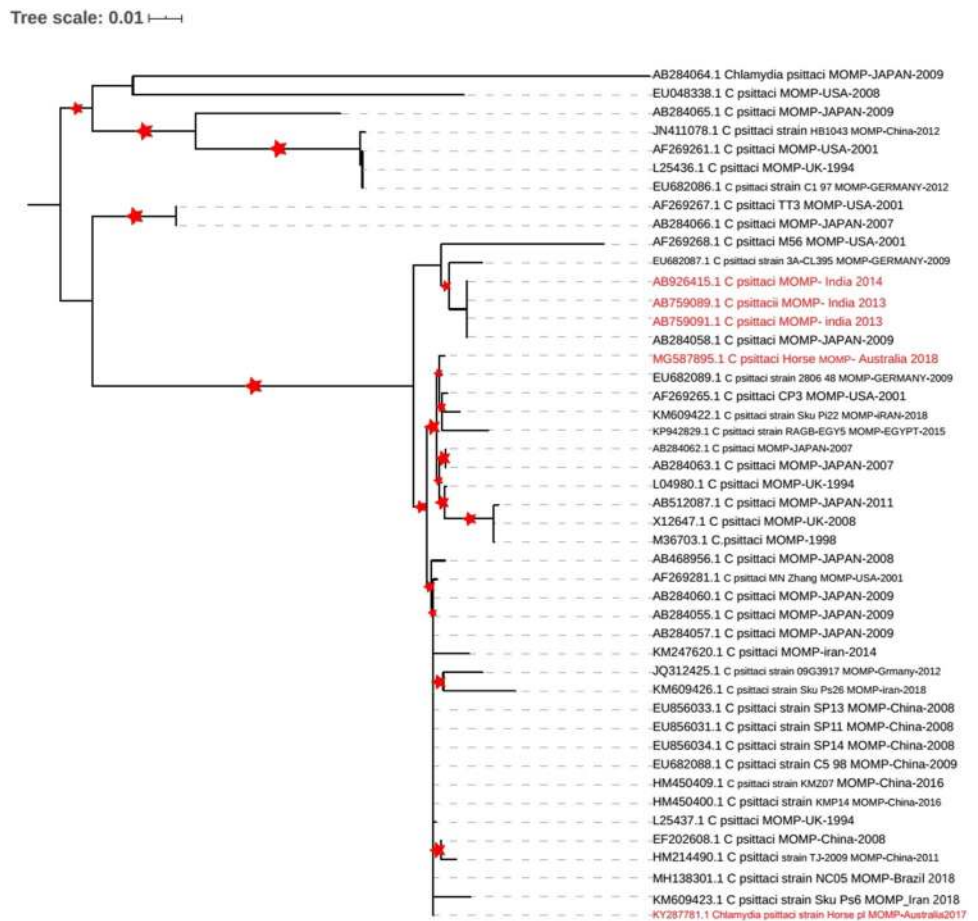 Tree scale: 0.01
AB284064.1 Chlamydia psittaci MOMP-JAPAN-2009
EU048338.1 C psittaci MOMP-USA-2008
AB284065.1 C psittaci MOMP-JAPAN-2009
JN411078.1 C psittaci strain HB1043 MOMP-China-2012
AF269261.1 C psittaci MOMP-USA-2001
L25436.1 C psittaci MOMP-UK-1994
EU682086.1 C psittaci strain C1 97 MOMP-GERMANY-2012
AF269267.1 C psittaci TT3 MOMP-USA-2001
AB284066.1 C psittaci MOMP-JAPAN-2007
AF269268.1 C psittaci M56 MOMP-USA-2001
EU682087.1 C psittaci strain 3A-CL395 MOMP-GERMANY-2009
AB926415.1 C psittaci MOMP- India 2014
AB759089.1 C psittacii MOMP- India 2013
AB759091.1 C psittaci MOMP- india 2013
AB284058.1 C psittaci MOMP-JAPAN-2009
MG587895.1 C psittaci Horse MOMP- Australia 2018
EU682089.1 C psittaci strain 2806 48 MOMP-GERMANY-2009
AF269265.1 C psittaci CP3 MOMP-USA-2001
KM609422.1 C psittaci strain Sku Pi22 MOMP-iRAN-2018
KP942829.1 C psittaci strain RAGB-EGY5 MOMP-EGYPT-2015
AB284062.1 C psittaci MOMP-JAPAN-2007
AB284063.1 C psittaci MOMP-JAPAN-2007
L04980.1 C psittaci MOMP-UK-1994
AB512087.1 C psittaci MOMP-JAPAN-2011
X12647.1 C psittaci MOMP-UK-2008
M36703.1 C.psittaci MOMP-1998
AB468956.1 C psittaci MOMP-JAPAN-2008
AF269281.1 C psittaci MN Zhang MOMP-USA-2001
AB284060.1 C psittaci MOMP-JAPAN-2009
AB284055.1 C psittaci MOMP-JAPAN-2009
AB284057.1 C psittaci MOMP-JAPAN-2009
KM247620.1 C psittaci MOMP-iran-2014
JQ312425.1 C psittaci strain 09G3917 MOMP-Grmany-2012
KM609426.1 C psittaci strain Sku Ps26 MOMP-iran-2018
EU856033.1 C psittaci strain SP13 MOMP-China-2008
EU856031.1 C psittaci strain SP11 MOMP-China-2008
EU856034.1 C psittaci strain SP14 MOMP-China-2008
EU682088.1 C psittaci strain C5 98 MOMP-China-2009
HM450409.1 C psittaci strain KMZ07 MOMP-China-2016
HM450400.1 C psittaci strain KMP14 MOMP-China-2016
L25437.1 C psittaci MOMP-UK-1994
EF202608.1 C psittaci MOMP-China-2008
HM214490.1 C psittaci strain TJ-2009 MOMP-China-2011
MH138301.1 C psittaci strain NC05 MOMP-Brazil 2018
KM609423.1 C psittaci strain Sku Ps6 MOMP_Iran 2018
KY287781.1 Chlamydia psittaci strain Horse pl MOMP-Australia2017